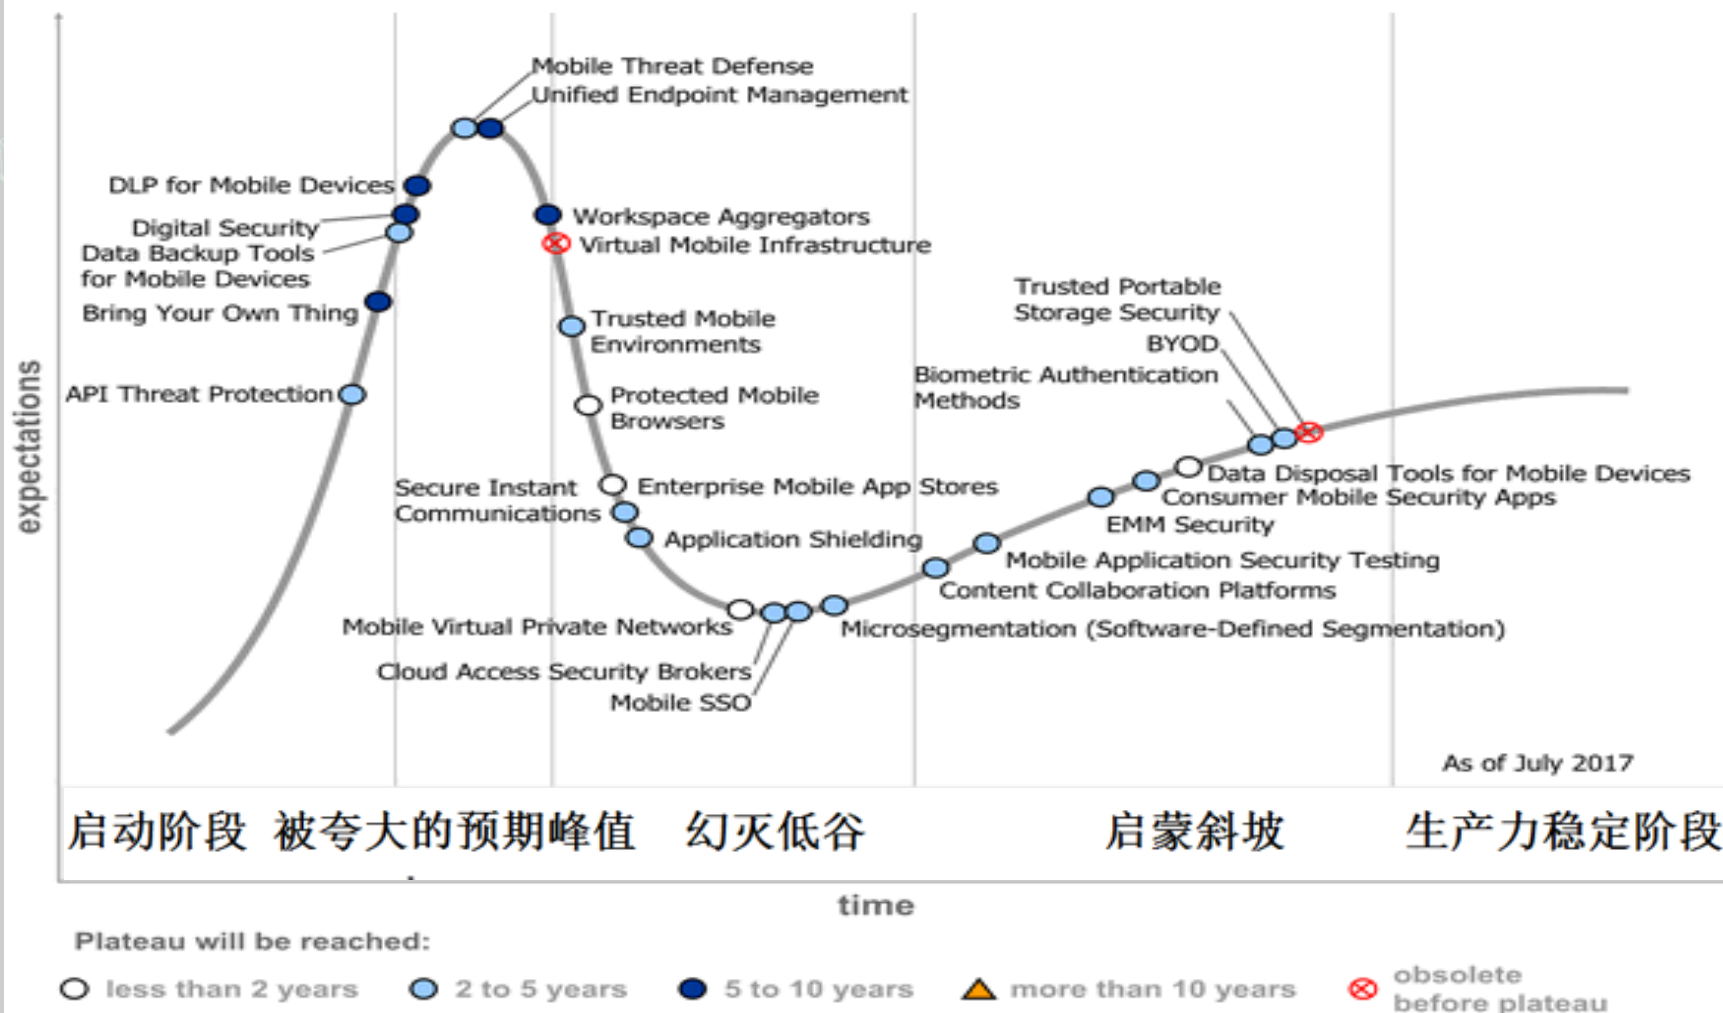 Mobile Threat Defense
Unified Endpoint Management
DLP for Mobile Devices
Digital Security
Data Backup Tools
for Mobile Devices
Bring Your Own Thing
API Threat Protection
Workspace Aggregators
Virtual Mobile Infrastructure
Trusted Mobile
Environments
Protected Mobile
Browsers
Enterprise Mobile App Stores
Secure Instant
Communications
Application Shielding
Mobile Virtual Private Networks
Cloud Access Security Brokers
Mobile SSO
Microsegmentation (Software-Defined Segmentation)
Content Collaboration Platforms
Mobile Application Security Testing
EMM Security
Consumer Mobile Security Apps
Data Disposal Tools for Mobile Devices
Biometric Authentication
Methods
BYOD
Trusted Portable
Storage Security
expectations
As of July 2017
启动阶段
被夸大的预期峰值
幻灭低谷
启蒙斜坡
生产力稳定阶段
time
Plateau will be reached:
less than 2 years
2 to 5 years
5 to 10 years
more than 10 years
obsolete
before plateau